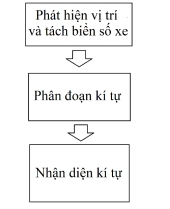 Phát hiện vị trí
và tách biển số xe
Phân đoạn kí tự
Nhận diện kí tự